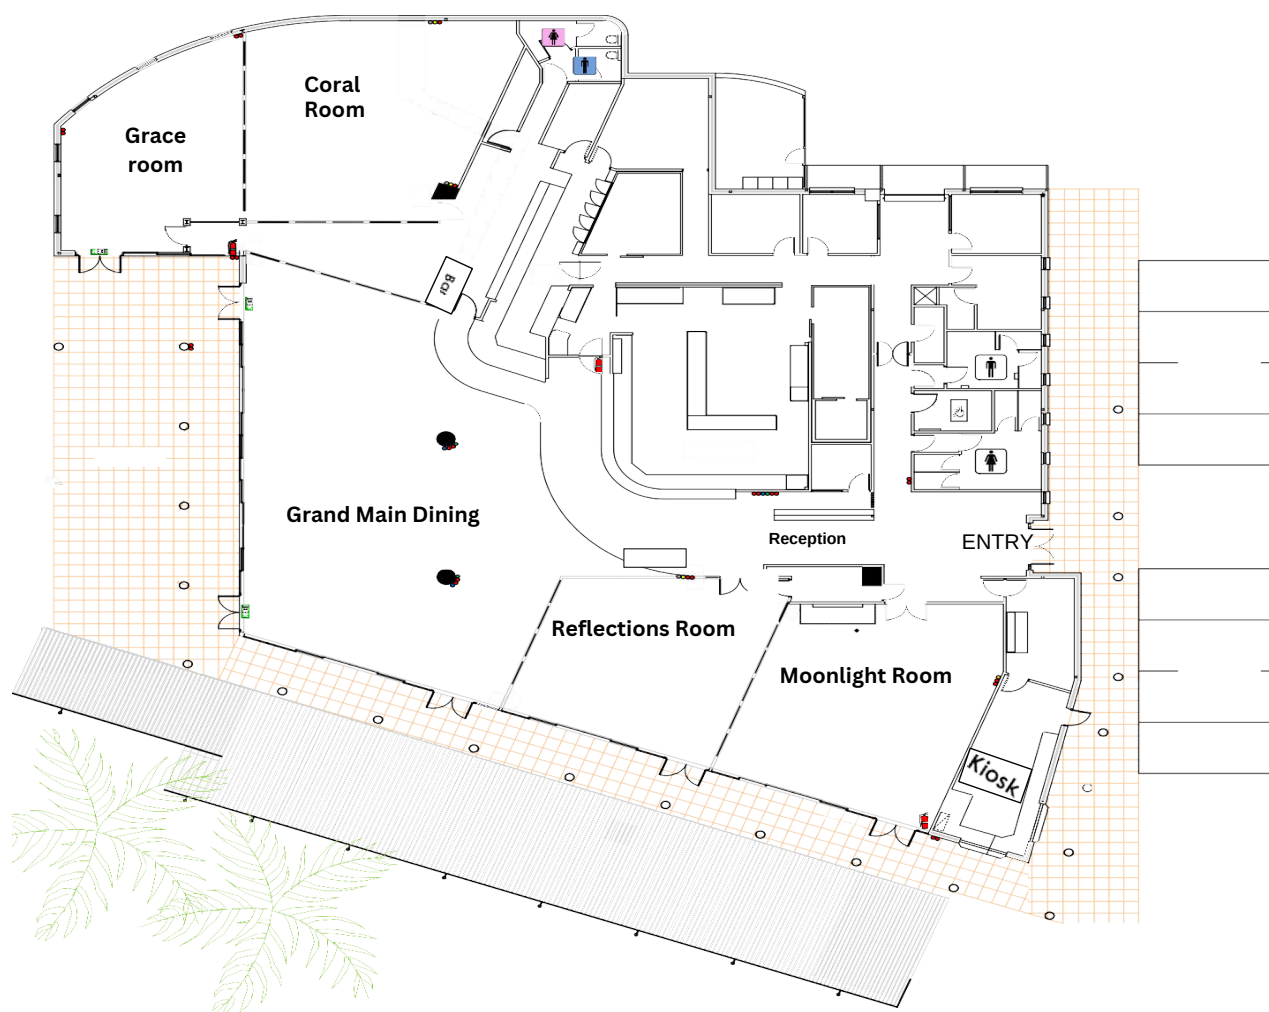 Coral
Room
Grace
room
Bar
Grand Main Dining
Reception
ENTRY
Reflections Room
Moonlight Room
Kiosk